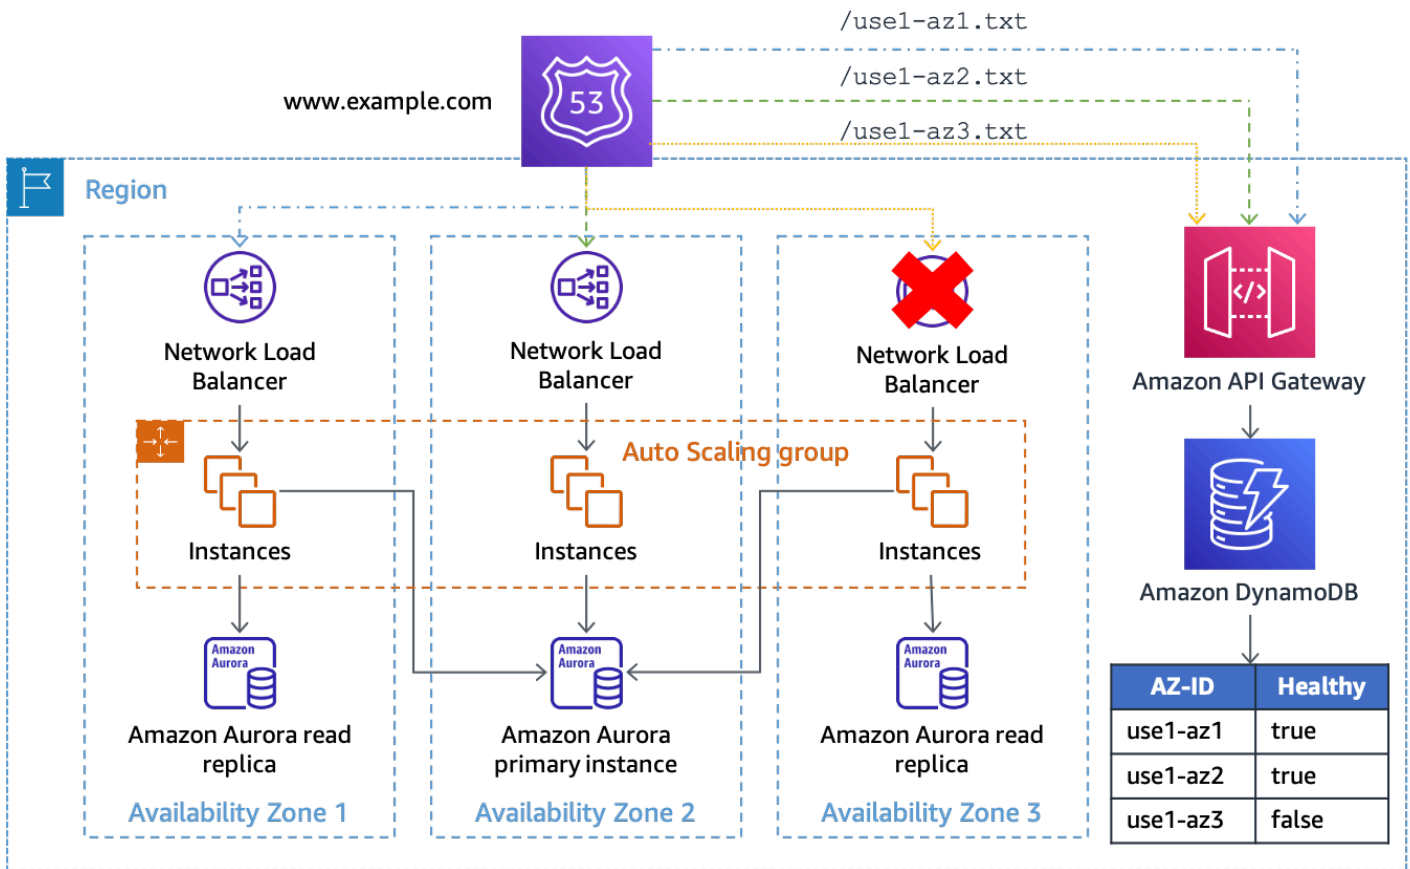 /use1-az1.txt
/use1-az2.txt
/use1-az3.txt
www.example.com
53
Region
Network Load
Balancer
Network Load
Balancer
Network Load
Balancer
Amazon API Gateway
Auto Scaling group
Instances
Instances
Instances
Amazon DynamoDB
Amazon
Aurora
Amazon
Aurora
Amazon
Aurora
Amazon Aurora read
replica
Amazon Aurora
primary instance
Amazon Aurora read
replica
Availability Zone 1
Availability Zone 2
Availability Zone 3
AZ-ID Healthy
use1-az1 true
use1-az2 true
use1-az3 false